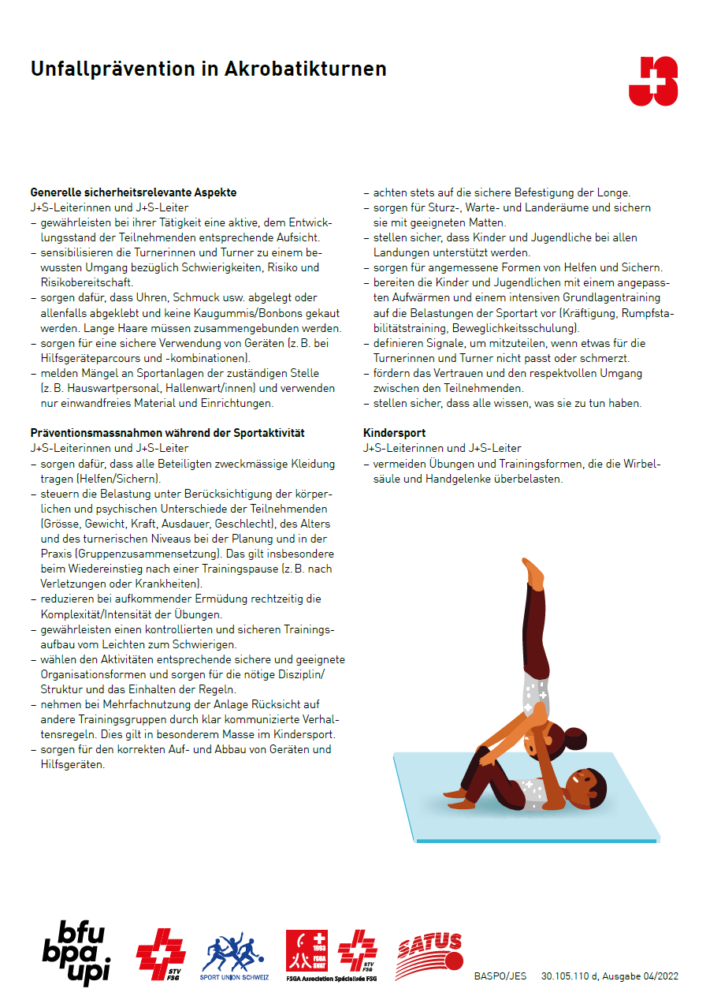 Unfallprävention in Akrobatikturnen
Generelle sicherheitsrelevante Aspekte
J+S-Leiterinnen und J+S-Leiter
– gewährleisten bei ihrer Tätigkeit eine aktive, dem Entwick-
lungsstand der Teilnehmenden entsprechende Aufsicht.
– sensibilisieren die Turnerinnen und Turner zu einem be-
wussten Umgang bezüglich Schwierigkeiten, Risiko und
Risikobereitschaft.
– sorgen dafür, dass Uhren, Schmuck usw. abgelegt oder
allenfalls abgeklebt und keine Kaugummis/Bonbons gekaut
werden. Lange Haare müssen zusammengebunden werden.
– sorgen für eine sichere Verwendung von Geräten (z. B. bei
Hilfsgeräteparcours und -kombinationen).
– melden Mängel an Sportanlagen der zuständigen Stelle
(z. B. Hauswartpersonal, Hallenwart/innen) und verwenden
nur einwandfreies Material und Einrichtungen.
Präventionsmassnahmen während der Sportaktivität
J+S-Leiterinnen und J+S-Leiter
– sorgen dafür, dass alle Beteiligten zweckmässige Kleidung
tragen (Helfen/Sichern).
– steuern die Belastung unter Berücksichtigung der körper-
lichen und psychischen Unterschiede der Teilnehmenden
(Grösse, Gewicht, Kraft, Ausdauer, Geschlecht), des Alters
und des turnerischen Niveaus bei der Planung und in der
Praxis (Gruppenzusammensetzung). Das gilt insbesondere
beim Wiedereinstieg nach einer Trainingspause (z. B. nach
Verletzungen oder Krankheiten).
– reduzieren bei aufkommender Ermüdung rechtzeitig die
Komplexität/Intensität der Übungen.
– gewährleisten einen kontrollierten und sicheren Trainings-
aufbau vom Leichten zum Schwierigen.
– wählen den Aktivitäten entsprechende sichere und geeignete
Organisationsformen und sorgen für die nötige Disziplin/
Struktur und das Einhalten der Regeln.
– nehmen bei Mehrfachnutzung der Anlage Rücksicht auf
andere Trainingsgruppen durch klar kommunizierte Verhal-
tensregeln. Dies gilt in besonderem Masse im Kindersport.
– sorgen für den korrekten Auf- und Abbau von Geräten und
Hilfsgeräten.
– achten stets auf die sichere Befestigung der Longe.
– sorgen für Sturz-, Warte- und Landeräume und sichern
sie mit geeigneten Matten.
– stellen sicher, dass Kinder und Jugendliche bei allen
Landungen unterstützt werden.
– sorgen für angemessene Formen von Helfen und Sichern.
– bereiten die Kinder und Jugendlichen mit einem angepass-
ten Aufwärmen und einem intensiven Grundlagentraining
auf die Belastungen der Sportart vor (Kräftigung, Rumpfsta-
bilitätstraining, Beweglichkeitsschulung).
– definieren Signale, um mitzuteilen, wenn etwas für die
Turnerinnen und Turner nicht passt oder schmerzt.
– fördern das Vertrauen und den respektvollen Umgang
zwischen den Teilnehmenden.
– stellen sicher, dass alle wissen, was sie zu tun haben.
Kindersport
J+S-Leiterinnen und J+S-Leiter
– vermeiden Übungen und Trainingsformen, die die Wirbel-
säule und Handgelenke überbelasten.
bfu
bpa
upi
STV
FSG
SPORT UNION SCHWEIZ
1993
FSGA
SVAT
STV
FSG
FSGA Association Spécialisée FSG
SATUS
BASPO/JES 30.105.110 d, Ausgabe 04/2022